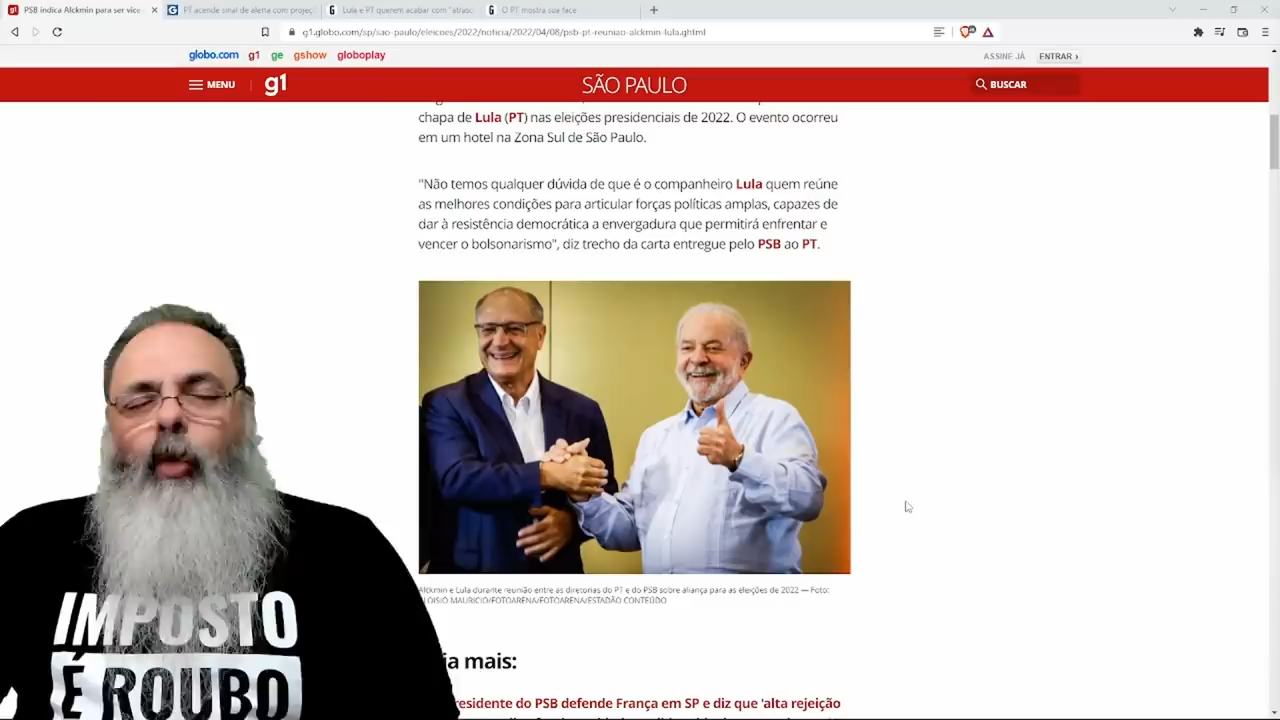 PSB indica Alckmin para ser vice
PT acende sinal de alerta com projeç
Lula e PT querem acabar com "atraso
O PT mostra sua face
g1.globo.com/sp/sao-paulo/eleicoes/2022/noticia/2022/04/08/psb-pt-reuniao-alckmin-lula.ghtml
globo.com g1 ge gshow globoplay
ASSINE JÁ ENTRAR ›
MENU g1 SÃO PAULO BUSCAR
chapa de Lula (PT) nas eleições presidenciais de 2022. O evento ocorreu
em um hotel na Zona Sul de São Paulo.
"Não temos qualquer dúvida de que é o companheiro Lula quem reúne
as melhores condições para articular forças políticas amplas, capazes de
dar à resistência democrática a envergadura que permitirá enfrentar e
vencer o bolsonarismo", diz trecho da carta entregue pelo PSB ao PT.
Alckmin e Lula durante reunião entre as diretorias do PT e do PSB sobre aliança para as eleições de 2022 — Foto:
ALOISIO MAURICIO/FOTOARENA/FOTOARENA/ESTADÃO CONTEÚDO
ia mais:
residente do PSB defende França em SP e diz que 'alta rejeição
IMPOSTO
É ROUBO